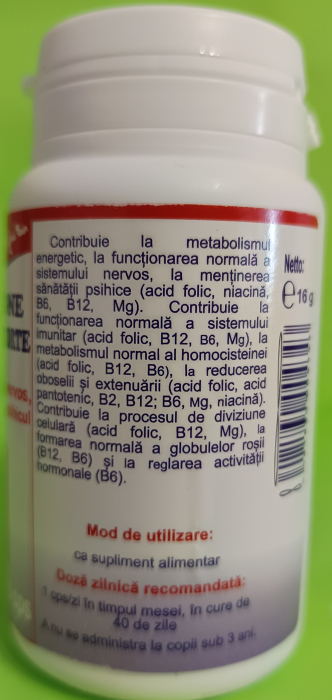 Contribuie la metabolismul
energetic, la funcționarea normală a
sistemului nervos, la menținerea
sănătății psihice (acid folic, niacină,
B6, B12, Mg). Contribuie la
funcționarea normală a sistemului
imunitar (acid folic, B12, B6, Mg), la
metabolismul normal al homocisteinei
(acid folic, B12, B6), la reducerea
oboselii și extenuării (acid folic, acid
pantotenic, B2, B12; B6, Mg, niacină).
Contribuie la procesul de diviziune
celulară (acid folic, B12, Mg), la
formarea normală a globulelor roșii
(B12, B6) și la reglarea activității
hormonale (B6).
Mod de utilizare:
ca supliment alimentar
Doză zilnică recomandată:
1 cps/zi în timpul mesei, în cure de
40 de zile
A nu se administra la copii sub 3 ani.
Netto:
℮ 16 g
nervos,